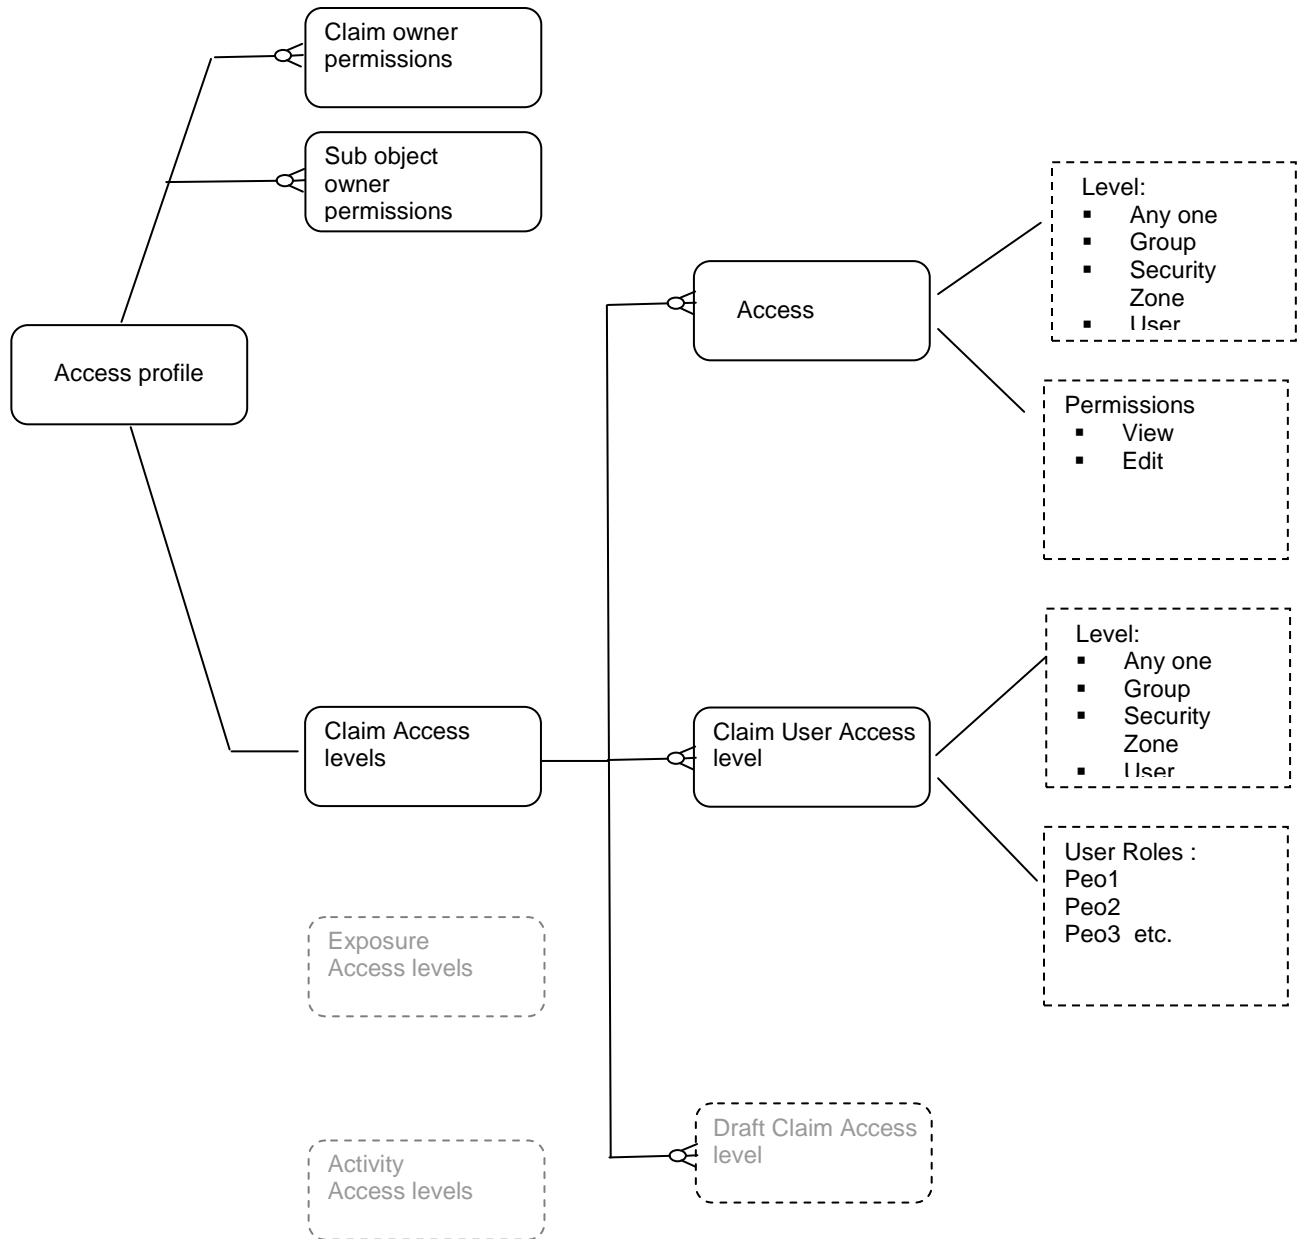 Claim owner
permissions
Sub object
owner
permissions
Access profile
Access
Level:
▪ Any one
▪ Group
▪ Security
Zone
▪ User
Permissions
▪ View
▪ Edit
Claim Access
levels
Claim User Access
level
Level:
▪ Any one
▪ Group
▪ Security
Zone
▪ User
User Roles :
Peo1
Peo2
Peo3 etc.
Exposure
Access levels
Draft Claim Access
level
Activity
Access levels